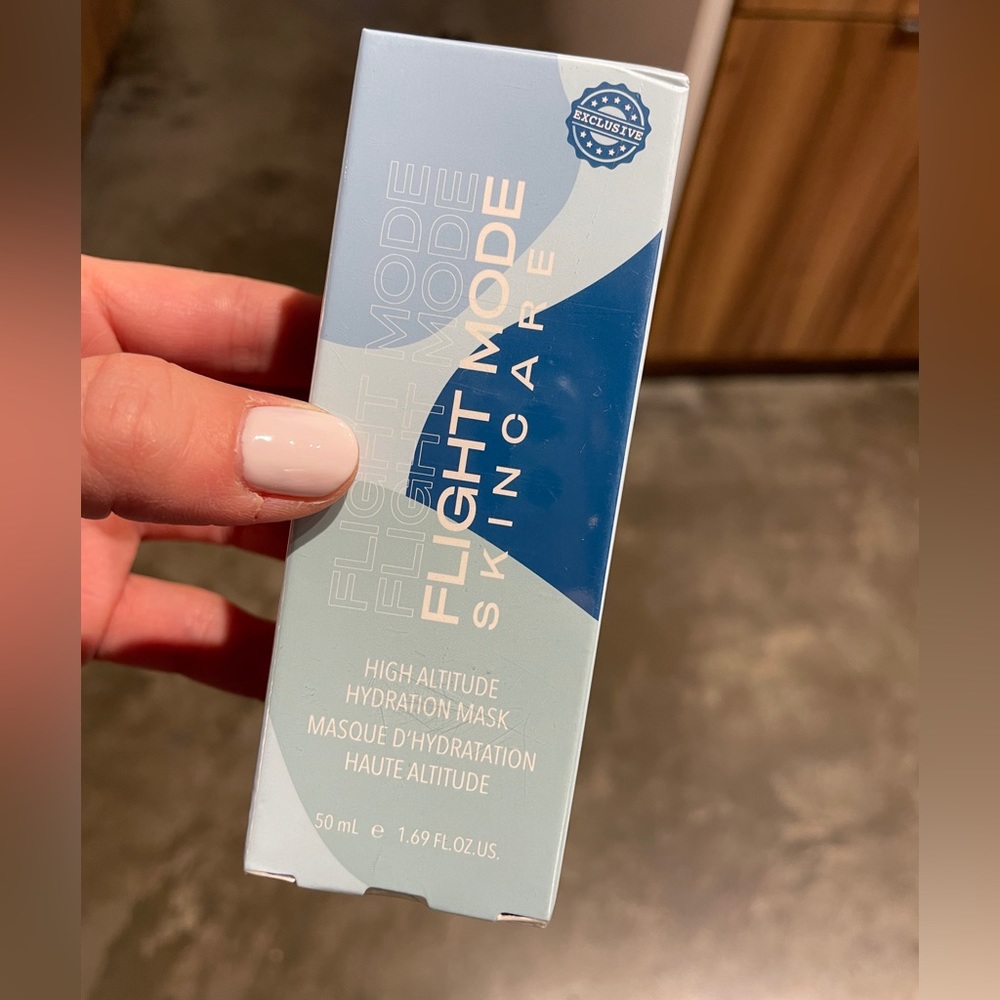 EXCLUSIVE
FLIGHT MODE
FLIGHT MODE
FLIGHT MODE
SKINCARE
HIGH ALTITUDE
HYDRATION MASK
MASQUE D'HYDRATATION
HAUTE ALTITUDE
50 mL ℮ 1.69 FL.OZ.US.